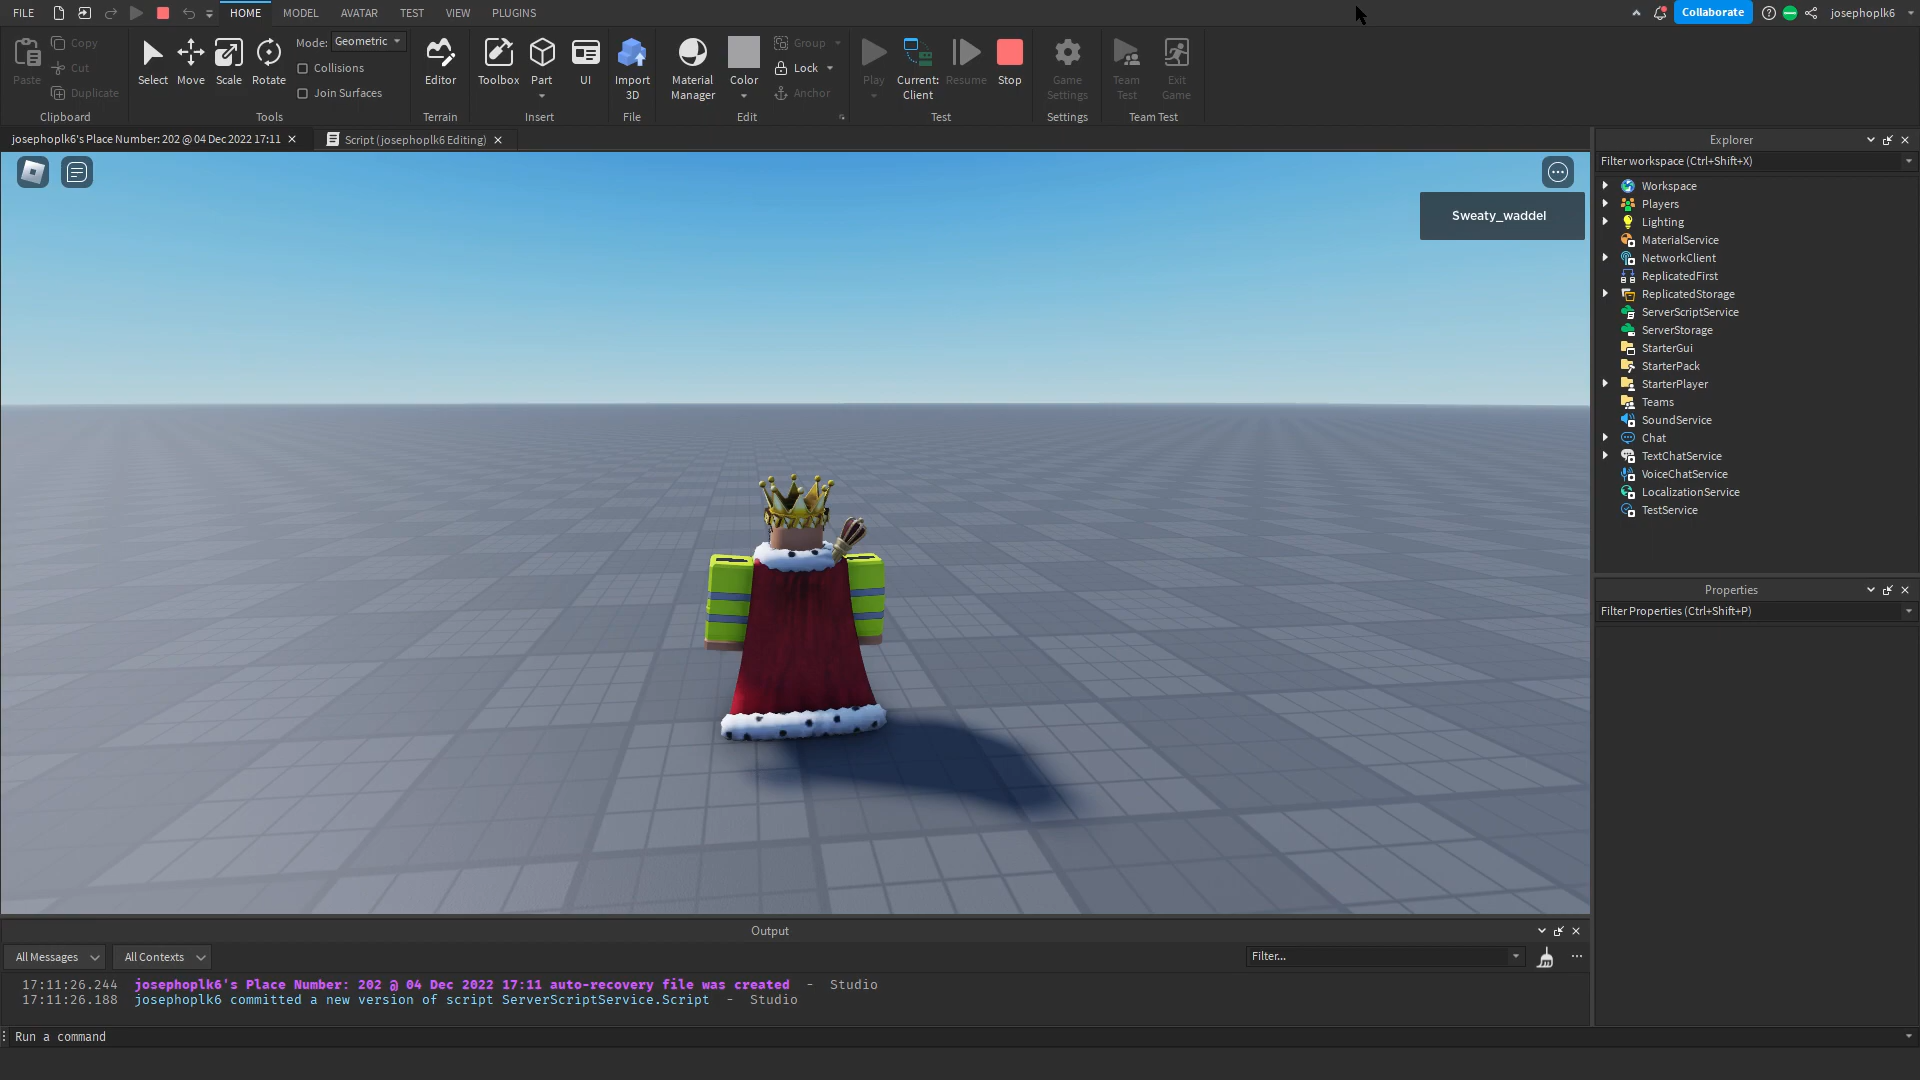 FILE HOME MODEL AVATAR TEST VIEW PLUGINS Collaborate josephoplk6
Paste Copy Cut Duplicate Clipboard
Select Move Scale Rotate Mode: Geometric Collisions Join Surfaces Tools
Editor Terrain
Toolbox Part UI Insert
Import 3D File
Material Manager Color Group Lock Anchor Edit
Play Current: Client Resume Stop Test
Game Settings Settings
Team Test Exit Game Team Test
josephoplk6's Place Number: 202 @ 04 Dec 2022 17:11 Script (josephoplk6 Editing)
Sweaty_waddel
Explorer
Filter workspace (Ctrl+Shift+X)
Workspace
Players
Lighting
MaterialService
NetworkClient
ReplicatedFirst
ReplicatedStorage
ServerScriptService
ServerStorage
StarterGui
StarterPack
StarterPlayer
Teams
SoundService
Chat
TextChatService
VoiceChatService
LocalizationService
TestService
Properties
Filter Properties (Ctrl+Shift+P)
Output
All Messages All Contexts Filter...
17:11:26.244 josephoplk6's Place Number: 202 @ 04 Dec 2022 17:11 auto-recovery file was created - Studio
17:11:26.188 josephoplk6 committed a new version of script ServerScriptService.Script - Studio
Run a command